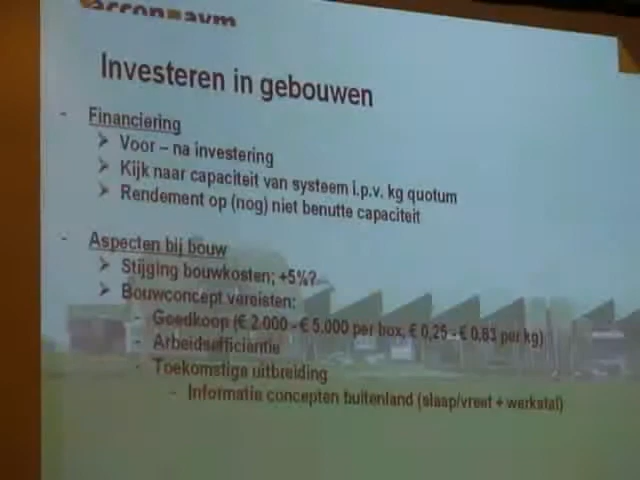 accon■avm
Investeren in gebouwen
- Financiering
➢ Voor – na investering
➢ Kijk naar capaciteit van systeem i.p.v. kg quotum
➢ Rendement op (nog) niet benutte capaciteit
- Aspecten bij bouw
➢ Stijging bouwkosten; +5%?
➢ Bouwconcept vereisten:
- Goedkoop (€ 2.000 - € 5.000 per box, € 0,25 - € 0,83 per kg)
- Arbeidsefficiëntie
- Toekomstige uitbreiding
- Informatie concepten buitenland (slaap/vreet + werkstal)